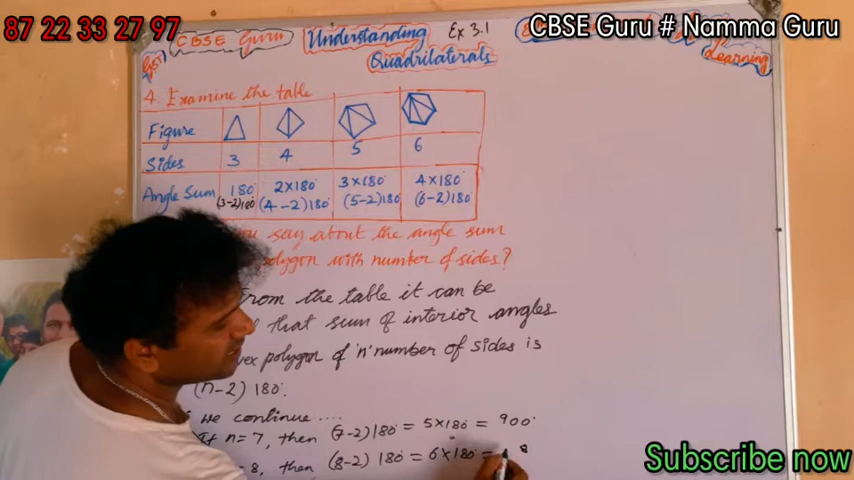 87 22 33 27 97
CBSE Guru # Namma Guru
CBSE Guru
Understanding
Ex 3.1
Quadrilaterals
Learning
4. Examine the table
Figure
Sides 3 4 5 6
Angle Sum 180° 2×180° 3×180° 4×180°
(3-2)180° (4-2)180° (5-2)180 (6-2)180°
say about the angle sum
polygon with number of sides?
From the table it can be
that sum of interior angles
polygon of 'n' number of sides is
(n-2) 180°.
we continue ....
n=7, then (7-2)180° = 5×180° = 900°
8, then (8-2) 180° = 6×180° = 8
Subscribe now